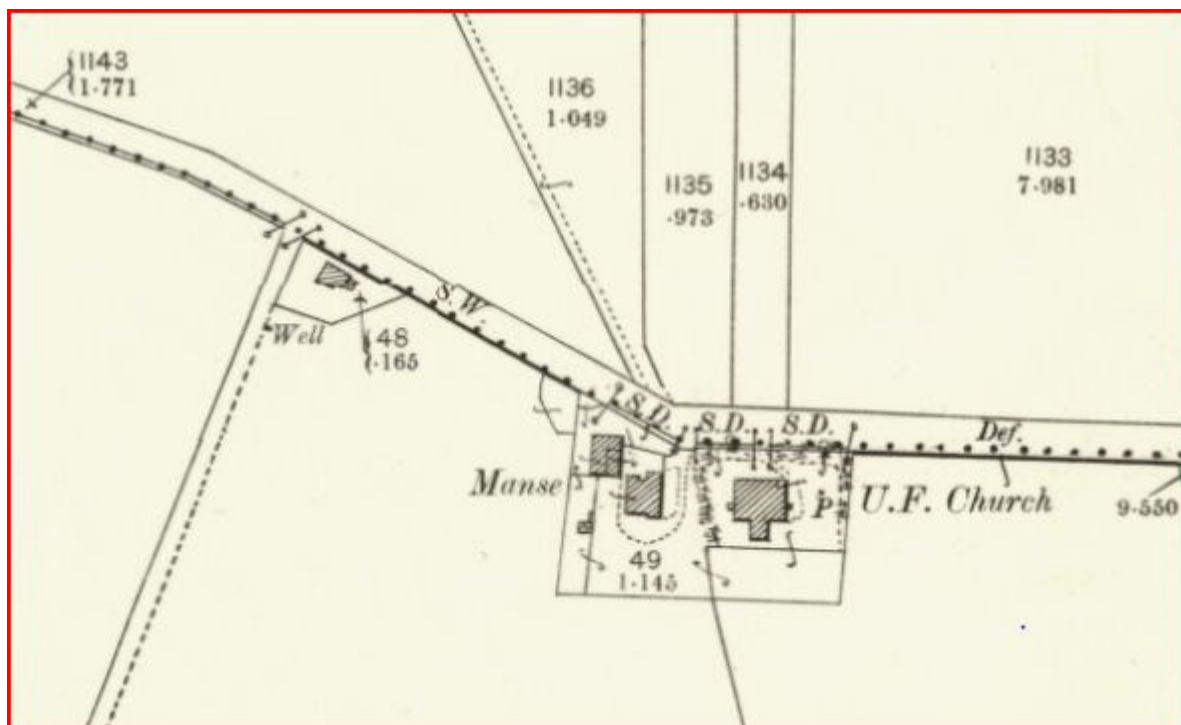 1143
1·771
1136
1·049
1135
·973
1134
·630
1133
7·981
S. W.
Well
48
·165
S.D.
S.D.
S.D.
Def.
Manse
P
U.F. Church
9·550
49
1·145